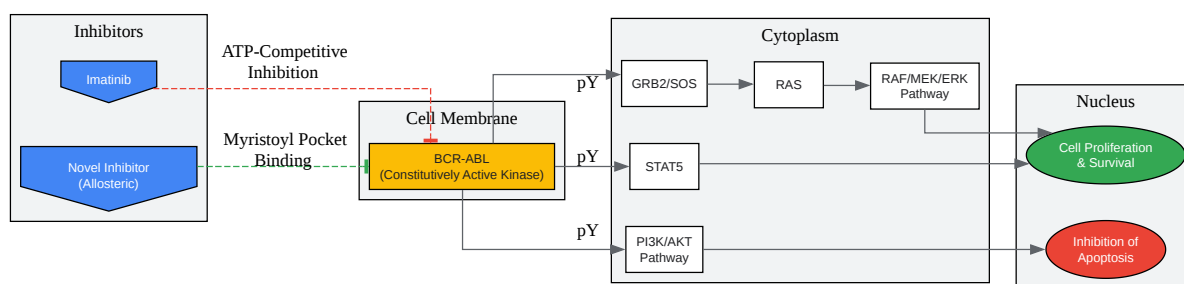 Inhibitors
Imatinib
Novel Inhibitor
(Allosteric)
ATP-Competitive
Inhibition
Myristoyl Pocket
Binding
Cell Membrane
BCR-ABL
(Constitutively Active Kinase)
pY
pY
pY
Cytoplasm
GRB2/SOS
RAS
RAF/MEK/ERK
Pathway
STAT5
PI3K/AKT
Pathway
Nucleus
Cell Proliferation
& Survival
Inhibition of
Apoptosis